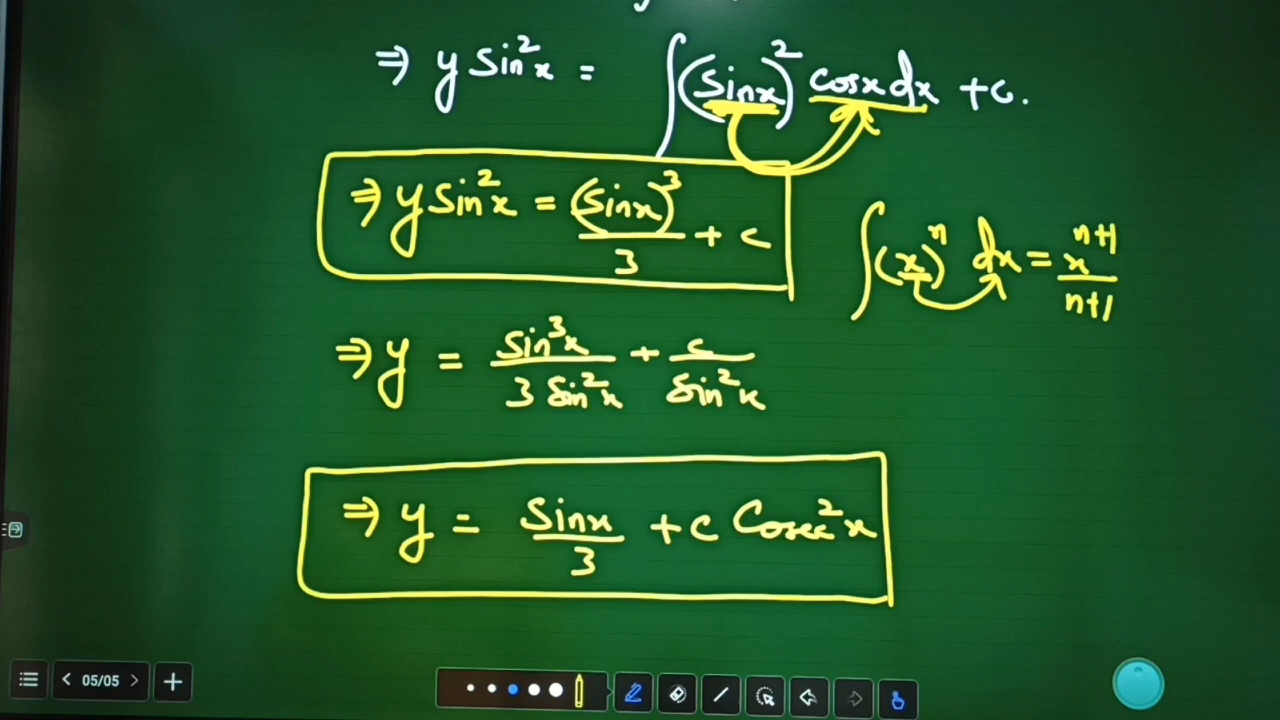 ⇒ y sin²x = ∫(sinx)² cosx dx + c.
⇒ y sin²x = (sinx)³/3 + c
∫(x)ⁿ dx = xⁿ⁺¹/n+1
⇒ y = sin³x/3 sin²x + c/sin²x
⇒ y = sinx/3 + c Cosec²x
05/05